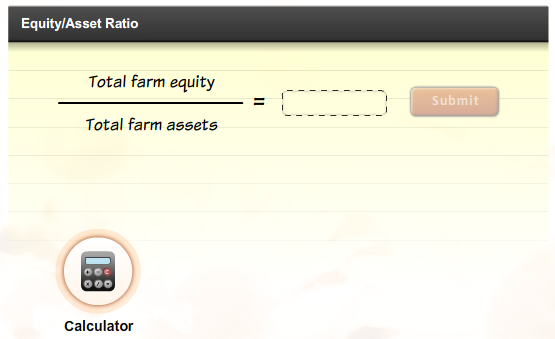 Equity/Asset Ratio
Total farm equity
=
Total farm assets
Submit
Calculator